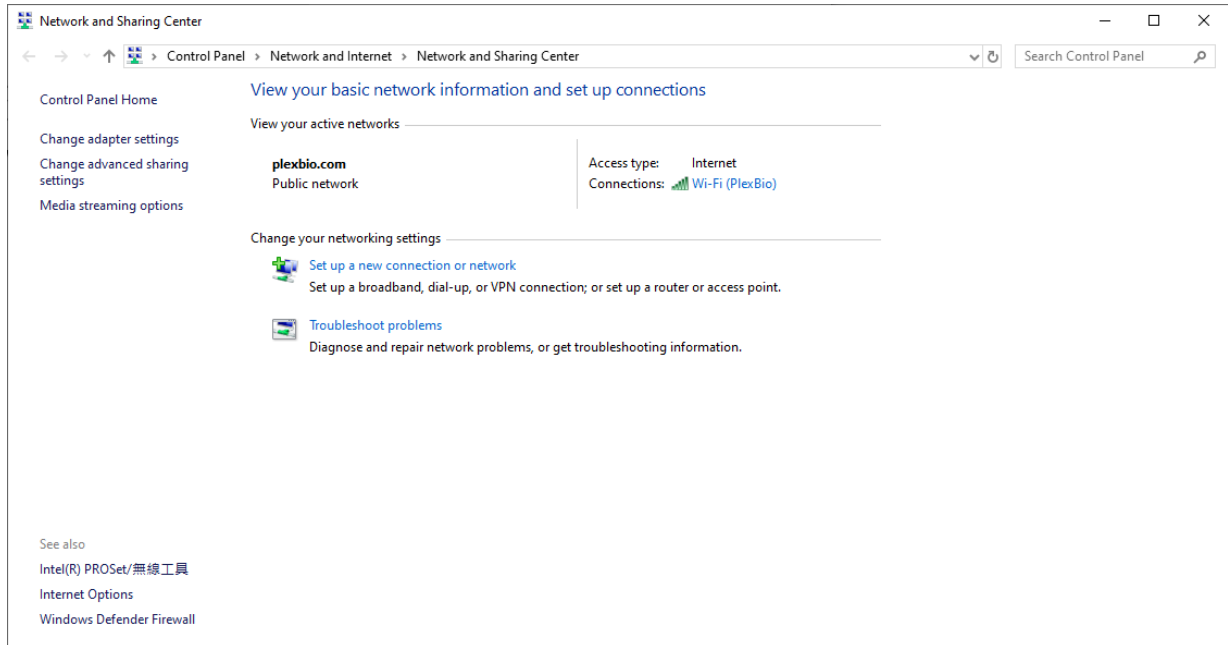 Network and Sharing Center
Control Panel > Network and Internet > Network and Sharing Center
Search Control Panel
Control Panel Home
Change adapter settings
Change advanced sharing
settings
Media streaming options
View your basic network information and set up connections
View your active networks
plexbio.com
Public network
Access type: Internet
Connections: Wi-Fi (PlexBio)
Change your networking settings
Set up a new connection or network
Set up a broadband, dial-up, or VPN connection; or set up a router or access point.
Troubleshoot problems
Diagnose and repair network problems, or get troubleshooting information.
See also
Intel(R) PROSet/無線工具
Internet Options
Windows Defender Firewall